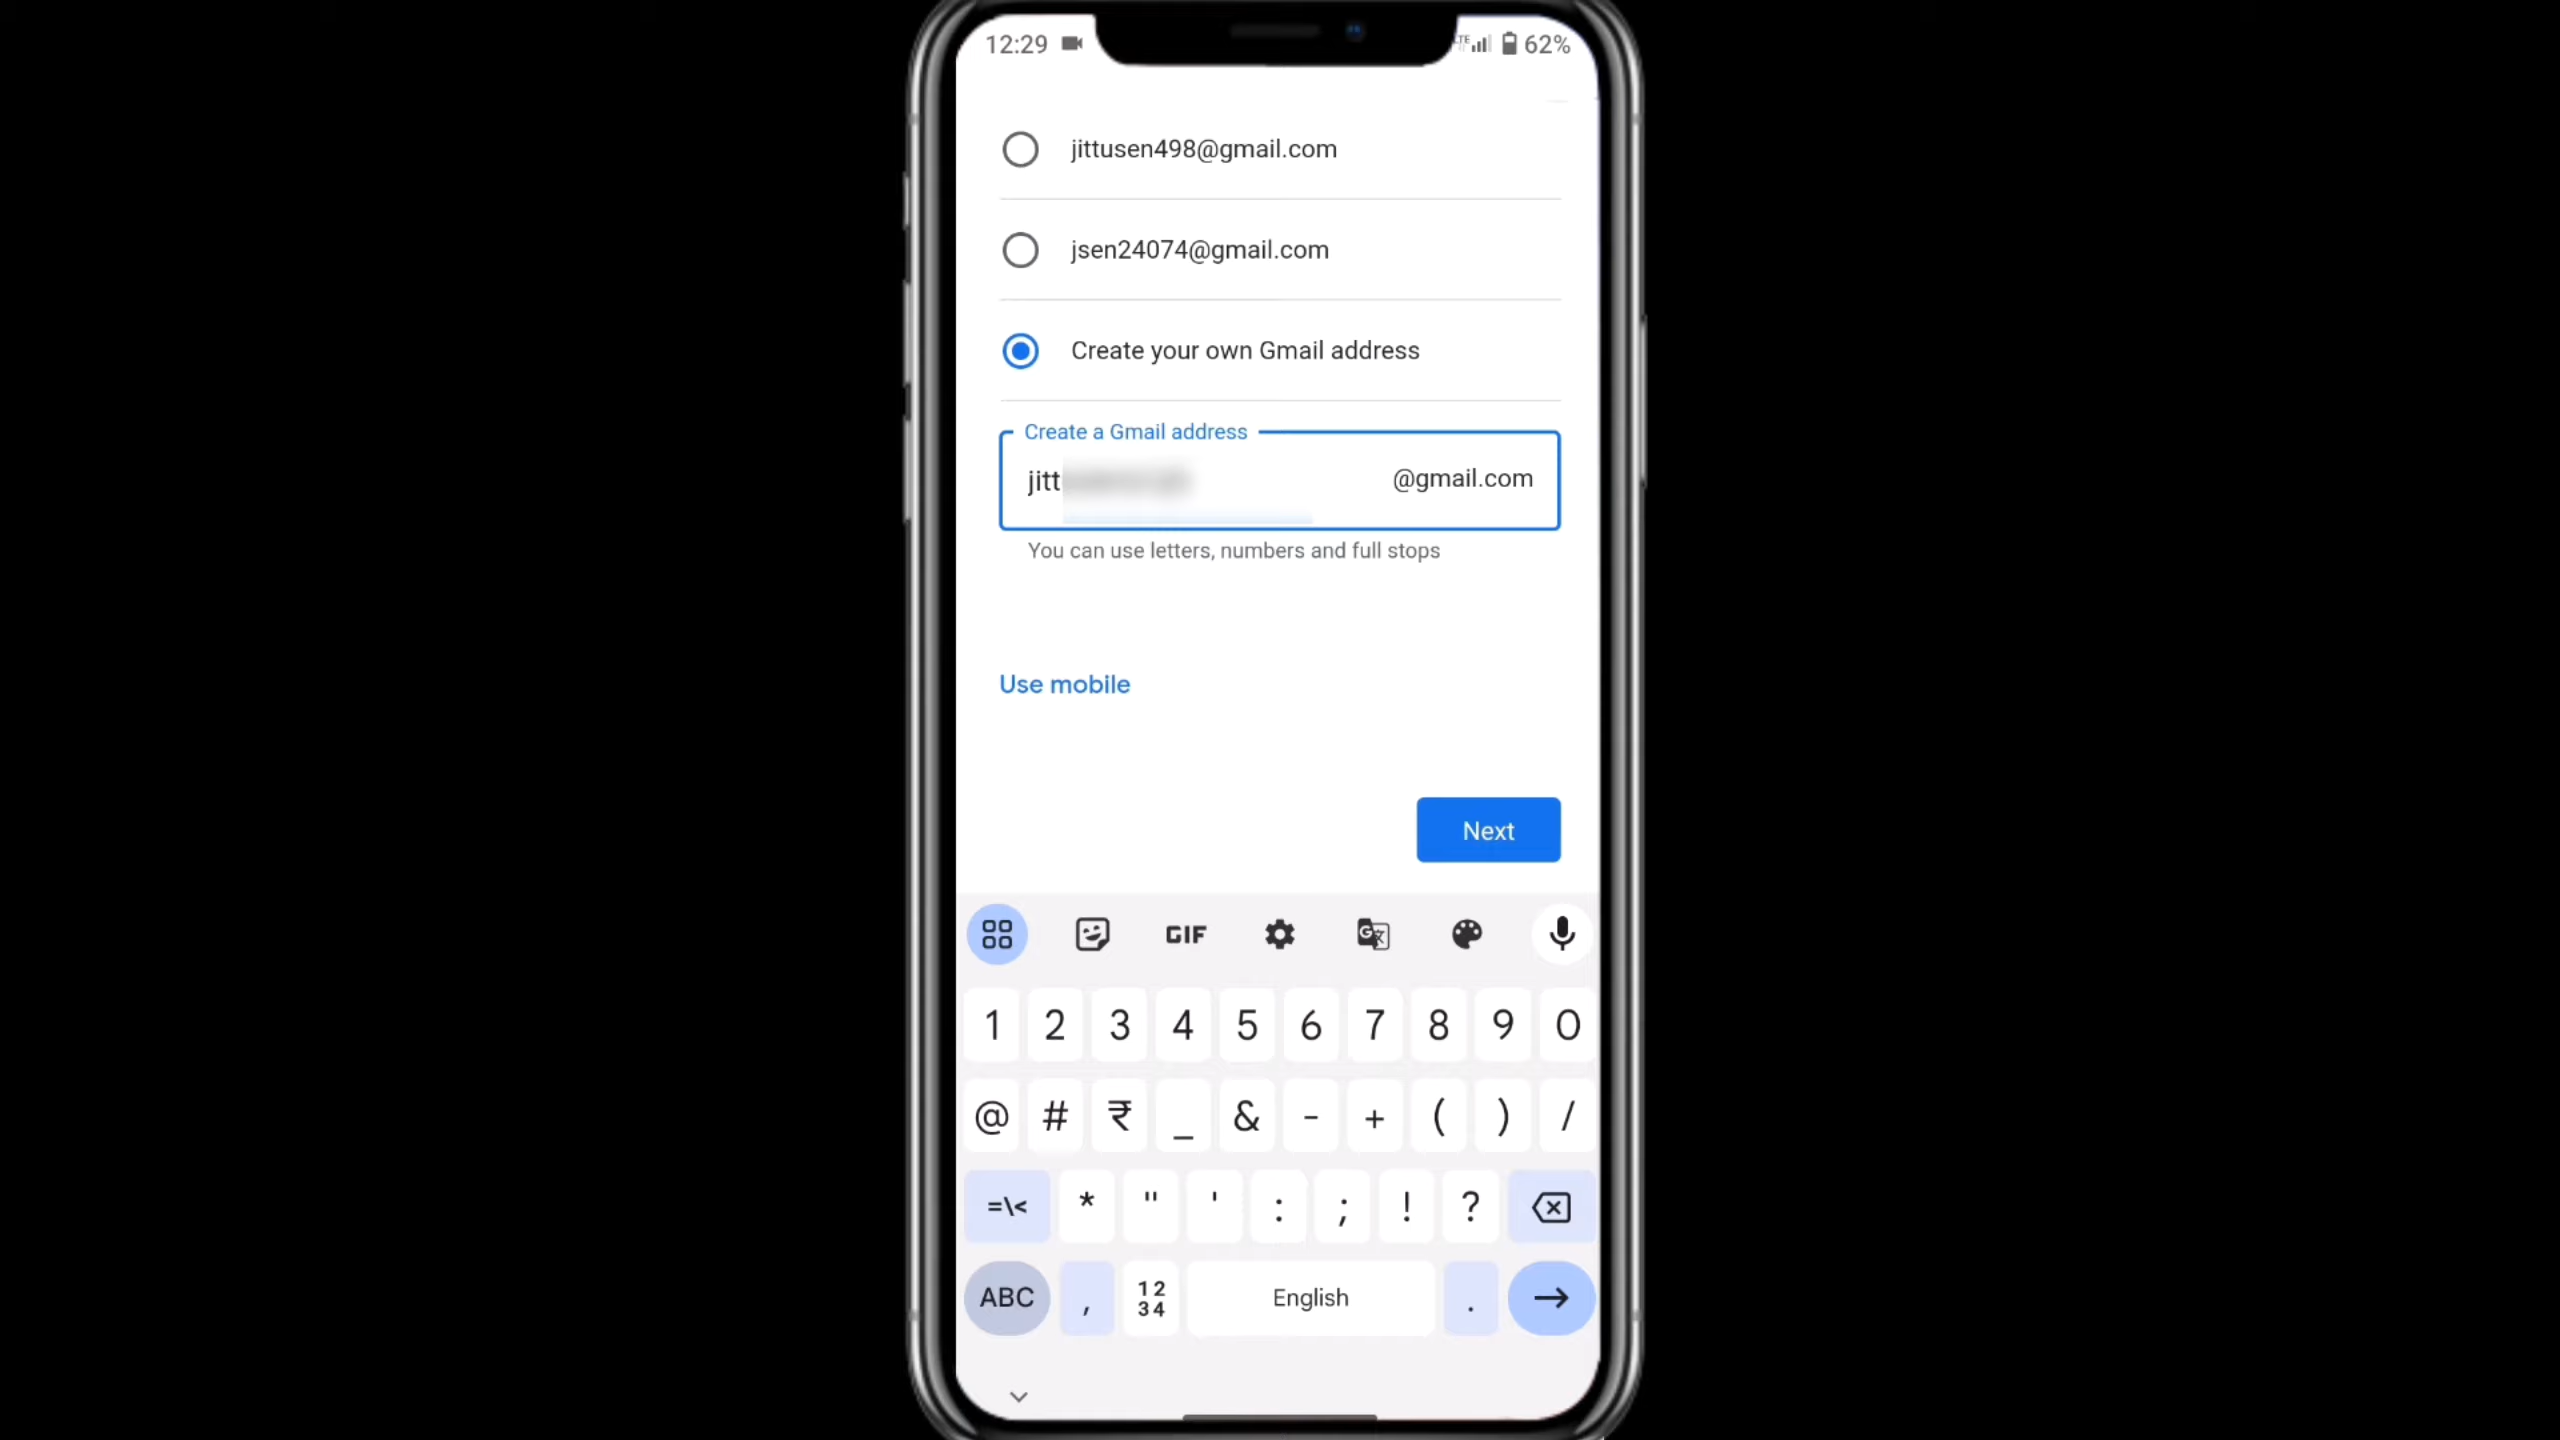 12:29 LTE 62%
jittusen498@gmail.com
jsen24074@gmail.com
Create your own Gmail address
Create a Gmail address
jitt @gmail.com
You can use letters, numbers and full stops
Use mobile
Next
GIF G
1 2 3 4 5 6 7 8 9 0
@ # ₹ _ & - + ( ) /
=\< * " ' : ; ! ?
ABC , 12 English .
34